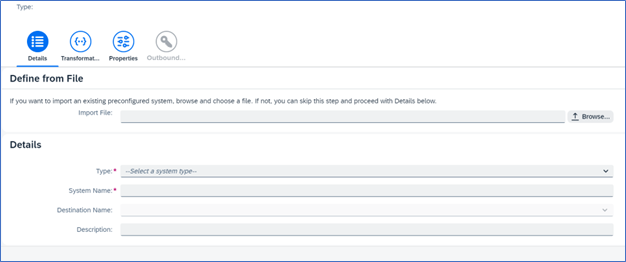 Type:
Details
Transformat...
Properties
Outbound...
Define from File
If you want to import an existing preconfigured system, browse and choose a file. If not, you can skip this step and proceed with Details below.
Import File:
Browse...
Details
Type:* --Select a system type--
System Name:*
Destination Name:
Description: